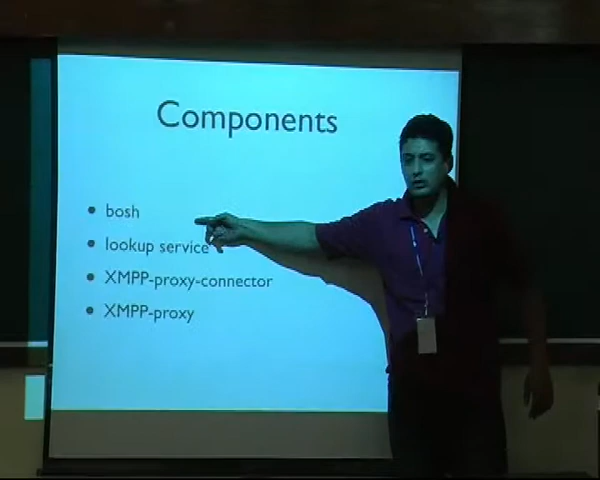 Components
bosh
lookup service
XMPP-proxy-connector
XMPP-proxy